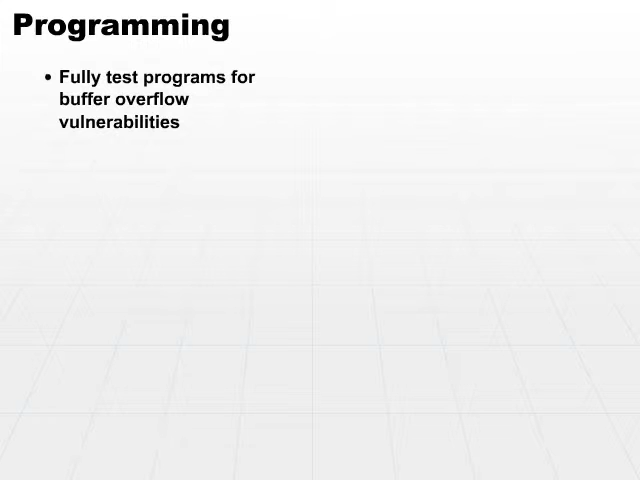 Programming
• Fully test programs for
buffer overflow
vulnerabilities